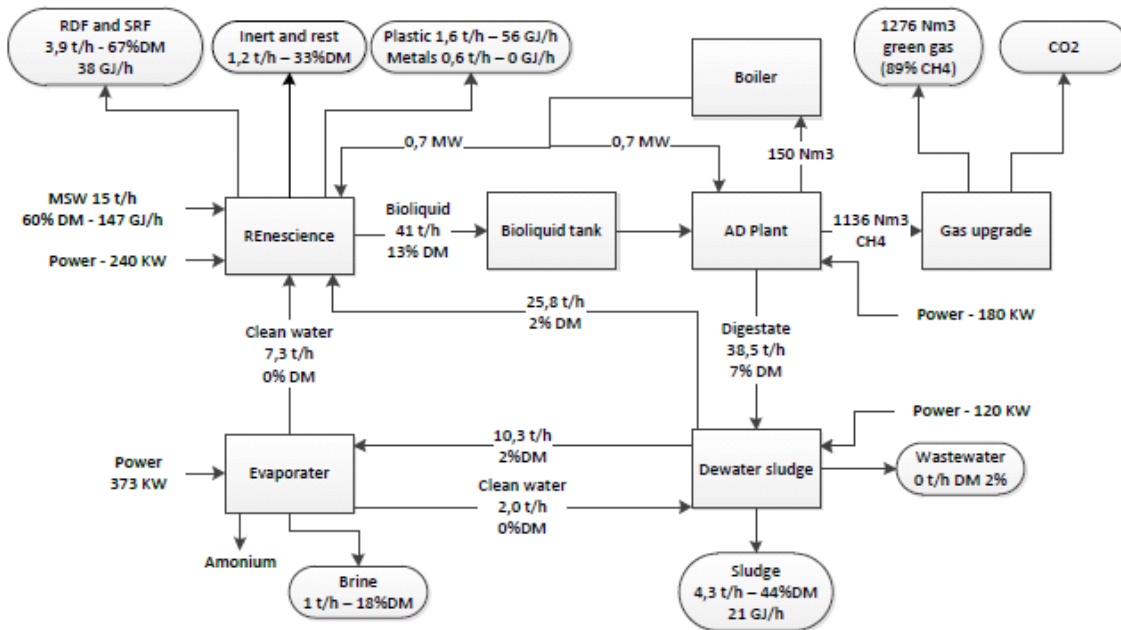 RDF and SRF
3,9 t/h - 67%DM
38 GJ/h
Inert and rest
1,2 t/h – 33%DM
Plastic 1,6 t/h – 56 GJ/h
Metals 0,6 t/h – 0 GJ/h
Boiler
1276 Nm3
green gas
(89% CH4)
CO2
0,7 MW
0,7 MW
150 Nm3
MSW 15 t/h
60% DM - 147 GJ/h
Power - 240 KW
REnescience
Bioliquid
41 t/h
13% DM
Bioliquid tank
AD Plant
1136 Nm3
CH4
Gas upgrade
Clean water
7,3 t/h
0% DM
25,8 t/h
2% DM
Digestate
38,5 t/h
7% DM
Power - 180 KW
Power - 120 KW
Power
373 KW
Evaporater
10,3 t/h
2%DM
Clean water
2,0 t/h
0%DM
Dewater sludge
Wastewater
0 t/h DM 2%
Amonium
Brine
1 t/h – 18%DM
Sludge
4,3 t/h – 44%DM
21 GJ/h